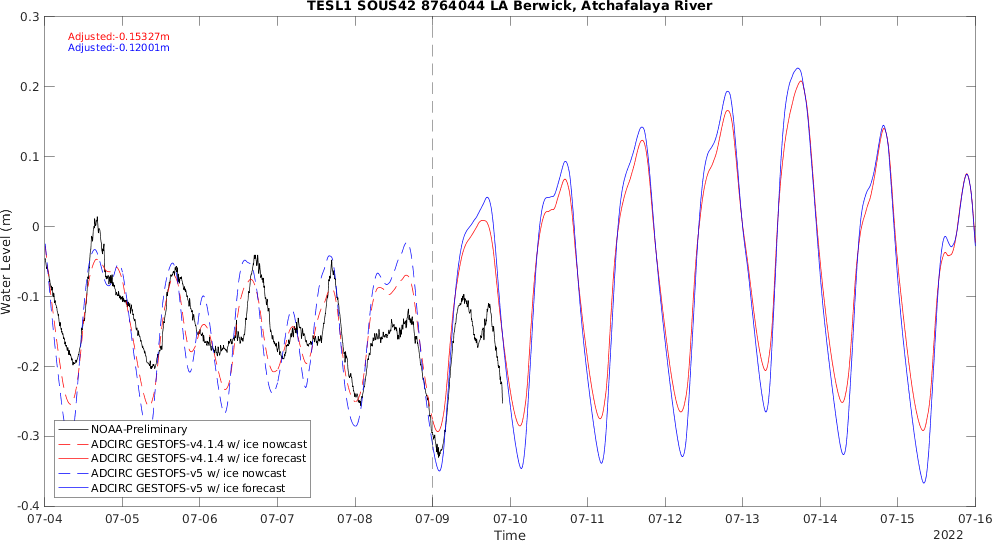 TESL1 SOUS42 8764044 LA Berwick, Atchafalaya River
Adjusted:-0.15327m
Adjusted:-0.12001m
0.3
0.2
0.1
0
-0.1
-0.2
-0.3
-0.4
Water Level (m)
NOAA-Preliminary
ADCIRC GESTOFS-v4.1.4 w/ ice nowcast
ADCIRC GESTOFS-v4.1.4 w/ ice forecast
ADCIRC GESTOFS-v5 w/ ice nowcast
ADCIRC GESTOFS-v5 w/ ice forecast
07-04 07-05 07-06 07-07 07-08 07-09 07-10 07-11 07-12 07-13 07-14 07-15 07-16
Time
2022